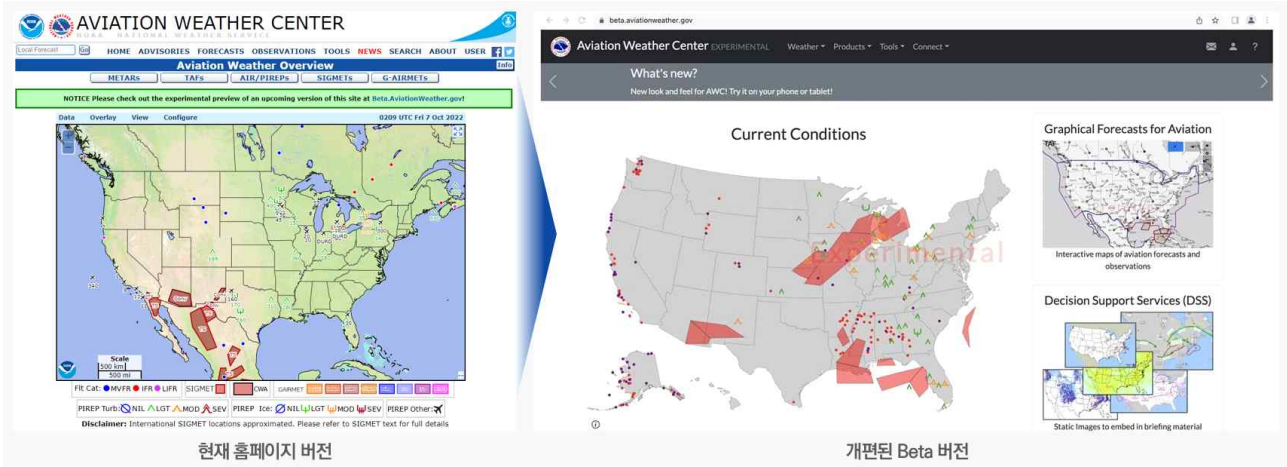 AVIATION WEATHER CENTER
NOAA NATIONAL WEATHER SERVICE
Local Forecast Go HOME ADVISORIES FORECASTS OBSERVATIONS TOOLS NEWS SEARCH ABOUT USER
Aviation Weather Overview Info
METARs TAFs AIR/PIREPs SIGMETs G-AIRMETs
NOTICE Please check out the experimental preview of an upcoming version of this site at Beta.AviationWeather.gov!
Data Overlay View Configure 0209 UTC Fri 7 Oct 2022
Scale
500 km
500 mi
Flt Cat: MVFR IFR LIFR SIGMET CWA GAIRMET
PIREP Turb: NIL LGT MOD SEV PIREP Ice: NIL LGT MOD SEV PIREP Other:
Disclaimer: International SIGMET locations approximated. Please refer to SIGMET text for full details
현재 홈페이지 버전
beta.aviationweather.gov
Aviation Weather Center EXPERIMENTAL Weather Products Tools Connect
What's new?
New look and feel for AWC! Try it on your phone or tablet!
Current Conditions
Experimental
Graphical Forecasts for Aviation
TAF
Interactive maps of aviation forecasts and
observations
Decision Support Services (DSS)
Static Images to embed in briefing material
개편된 Beta 버전